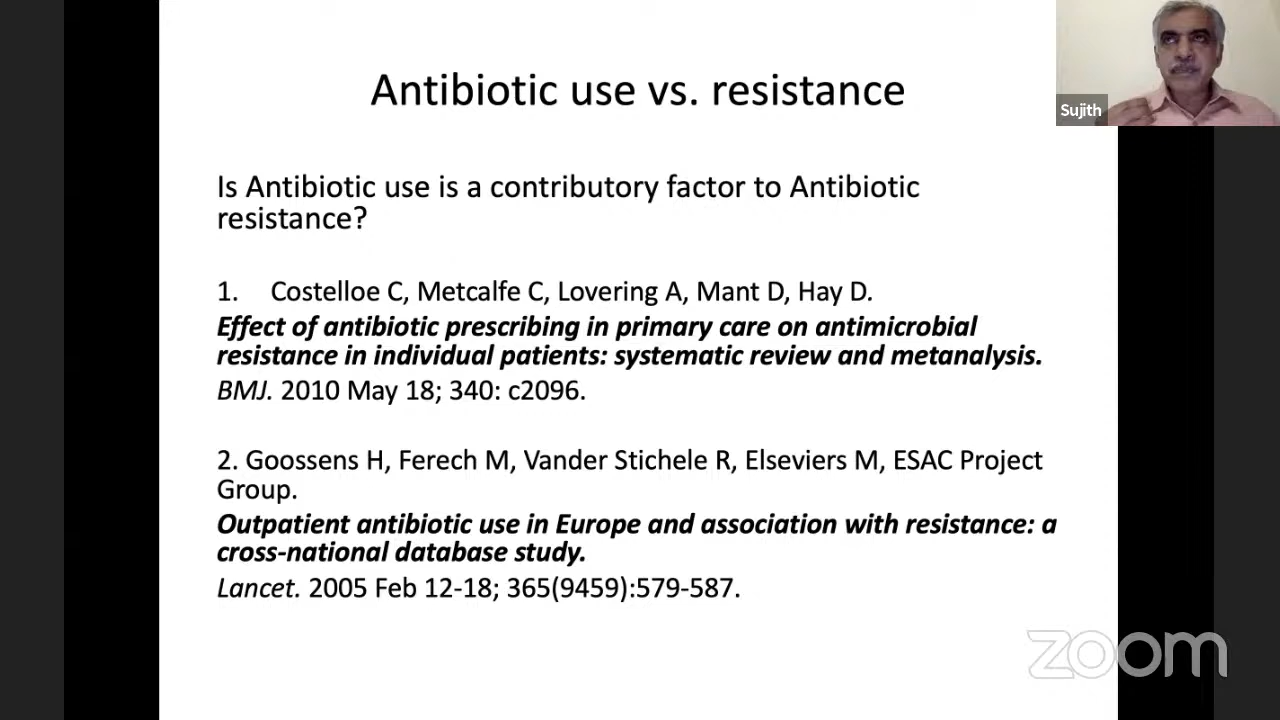 Antibiotic use vs. resistance
Sujith
Is Antibiotic use is a contributory factor to Antibiotic
resistance?
1. Costelloe C, Metcalfe C, Lovering A, Mant D, Hay D.
Effect of antibiotic prescribing in primary care on antimicrobial
resistance in individual patients: systematic review and metanalysis.
BMJ. 2010 May 18; 340: c2096.
2. Goossens H, Ferech M, Vander Stichele R, Elseviers M, ESAC Project
Group.
Outpatient antibiotic use in Europe and association with resistance: a
cross-national database study.
Lancet. 2005 Feb 12-18; 365(9459):579-587.
zoom